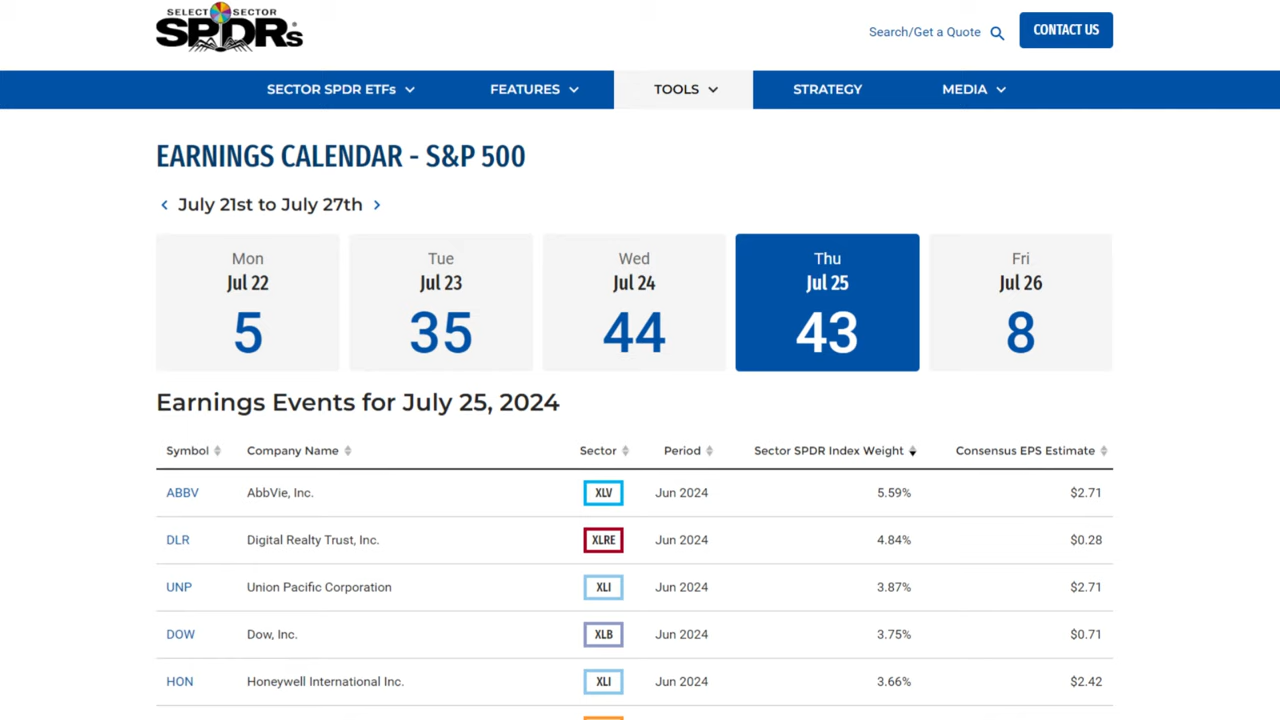 SELECT SECTOR
SPDRs
Search/Get a Quote
CONTACT US
SECTOR SPDR ETFs FEATURES TOOLS STRATEGY MEDIA
EARNINGS CALENDAR - S&P 500
July 21st to July 27th
Mon Tue Wed Thu Fri
Jul 22 Jul 23 Jul 24 Jul 25 Jul 26
5 35 44 43 8
Earnings Events for July 25, 2024
Symbol Company Name Sector Period Sector SPDR Index Weight Consensus EPS Estimate
ABBV AbbVie, Inc. XLV Jun 2024 5.59% $2.71
DLR Digital Realty Trust, Inc. XLRE Jun 2024 4.84% $0.28
UNP Union Pacific Corporation XLI Jun 2024 3.87% $2.71
DOW Dow, Inc. XLB Jun 2024 3.75% $0.71
HON Honeywell International Inc. XLI Jun 2024 3.66% $2.42